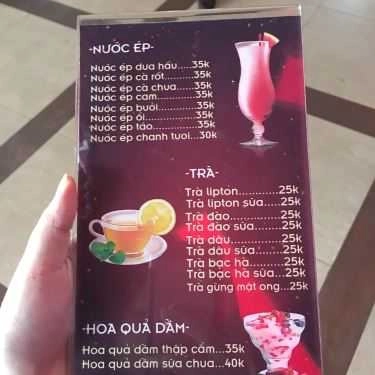 -NƯỚC ÉP-
Nước ép dưa hấu.....35k
Nước ép cà rốt.....35k
Nước ép cà chua.....35k
Nước ép cam.....35k
Nước ép bưởi.....35k
Nước ép ổi.....35k
Nước ép táo.....35k
Nước ép chanh tươi...30k
-TRÀ-
Trà lipton..........25k
Trà lipton sữa.....25k
Trà đào............25k
Trà đào sữa.......25k
Trà dâu............25k
Trà dâu sữa.......25k
Trà bạc hà........25k
Trà bạc hà sữa...25k
Trà gừng mật ong...25k
-HOA QUẢ DẦM-
Hoa quả dầm thập cẩm...35k
Hoa quả dầm sữa chua...40k